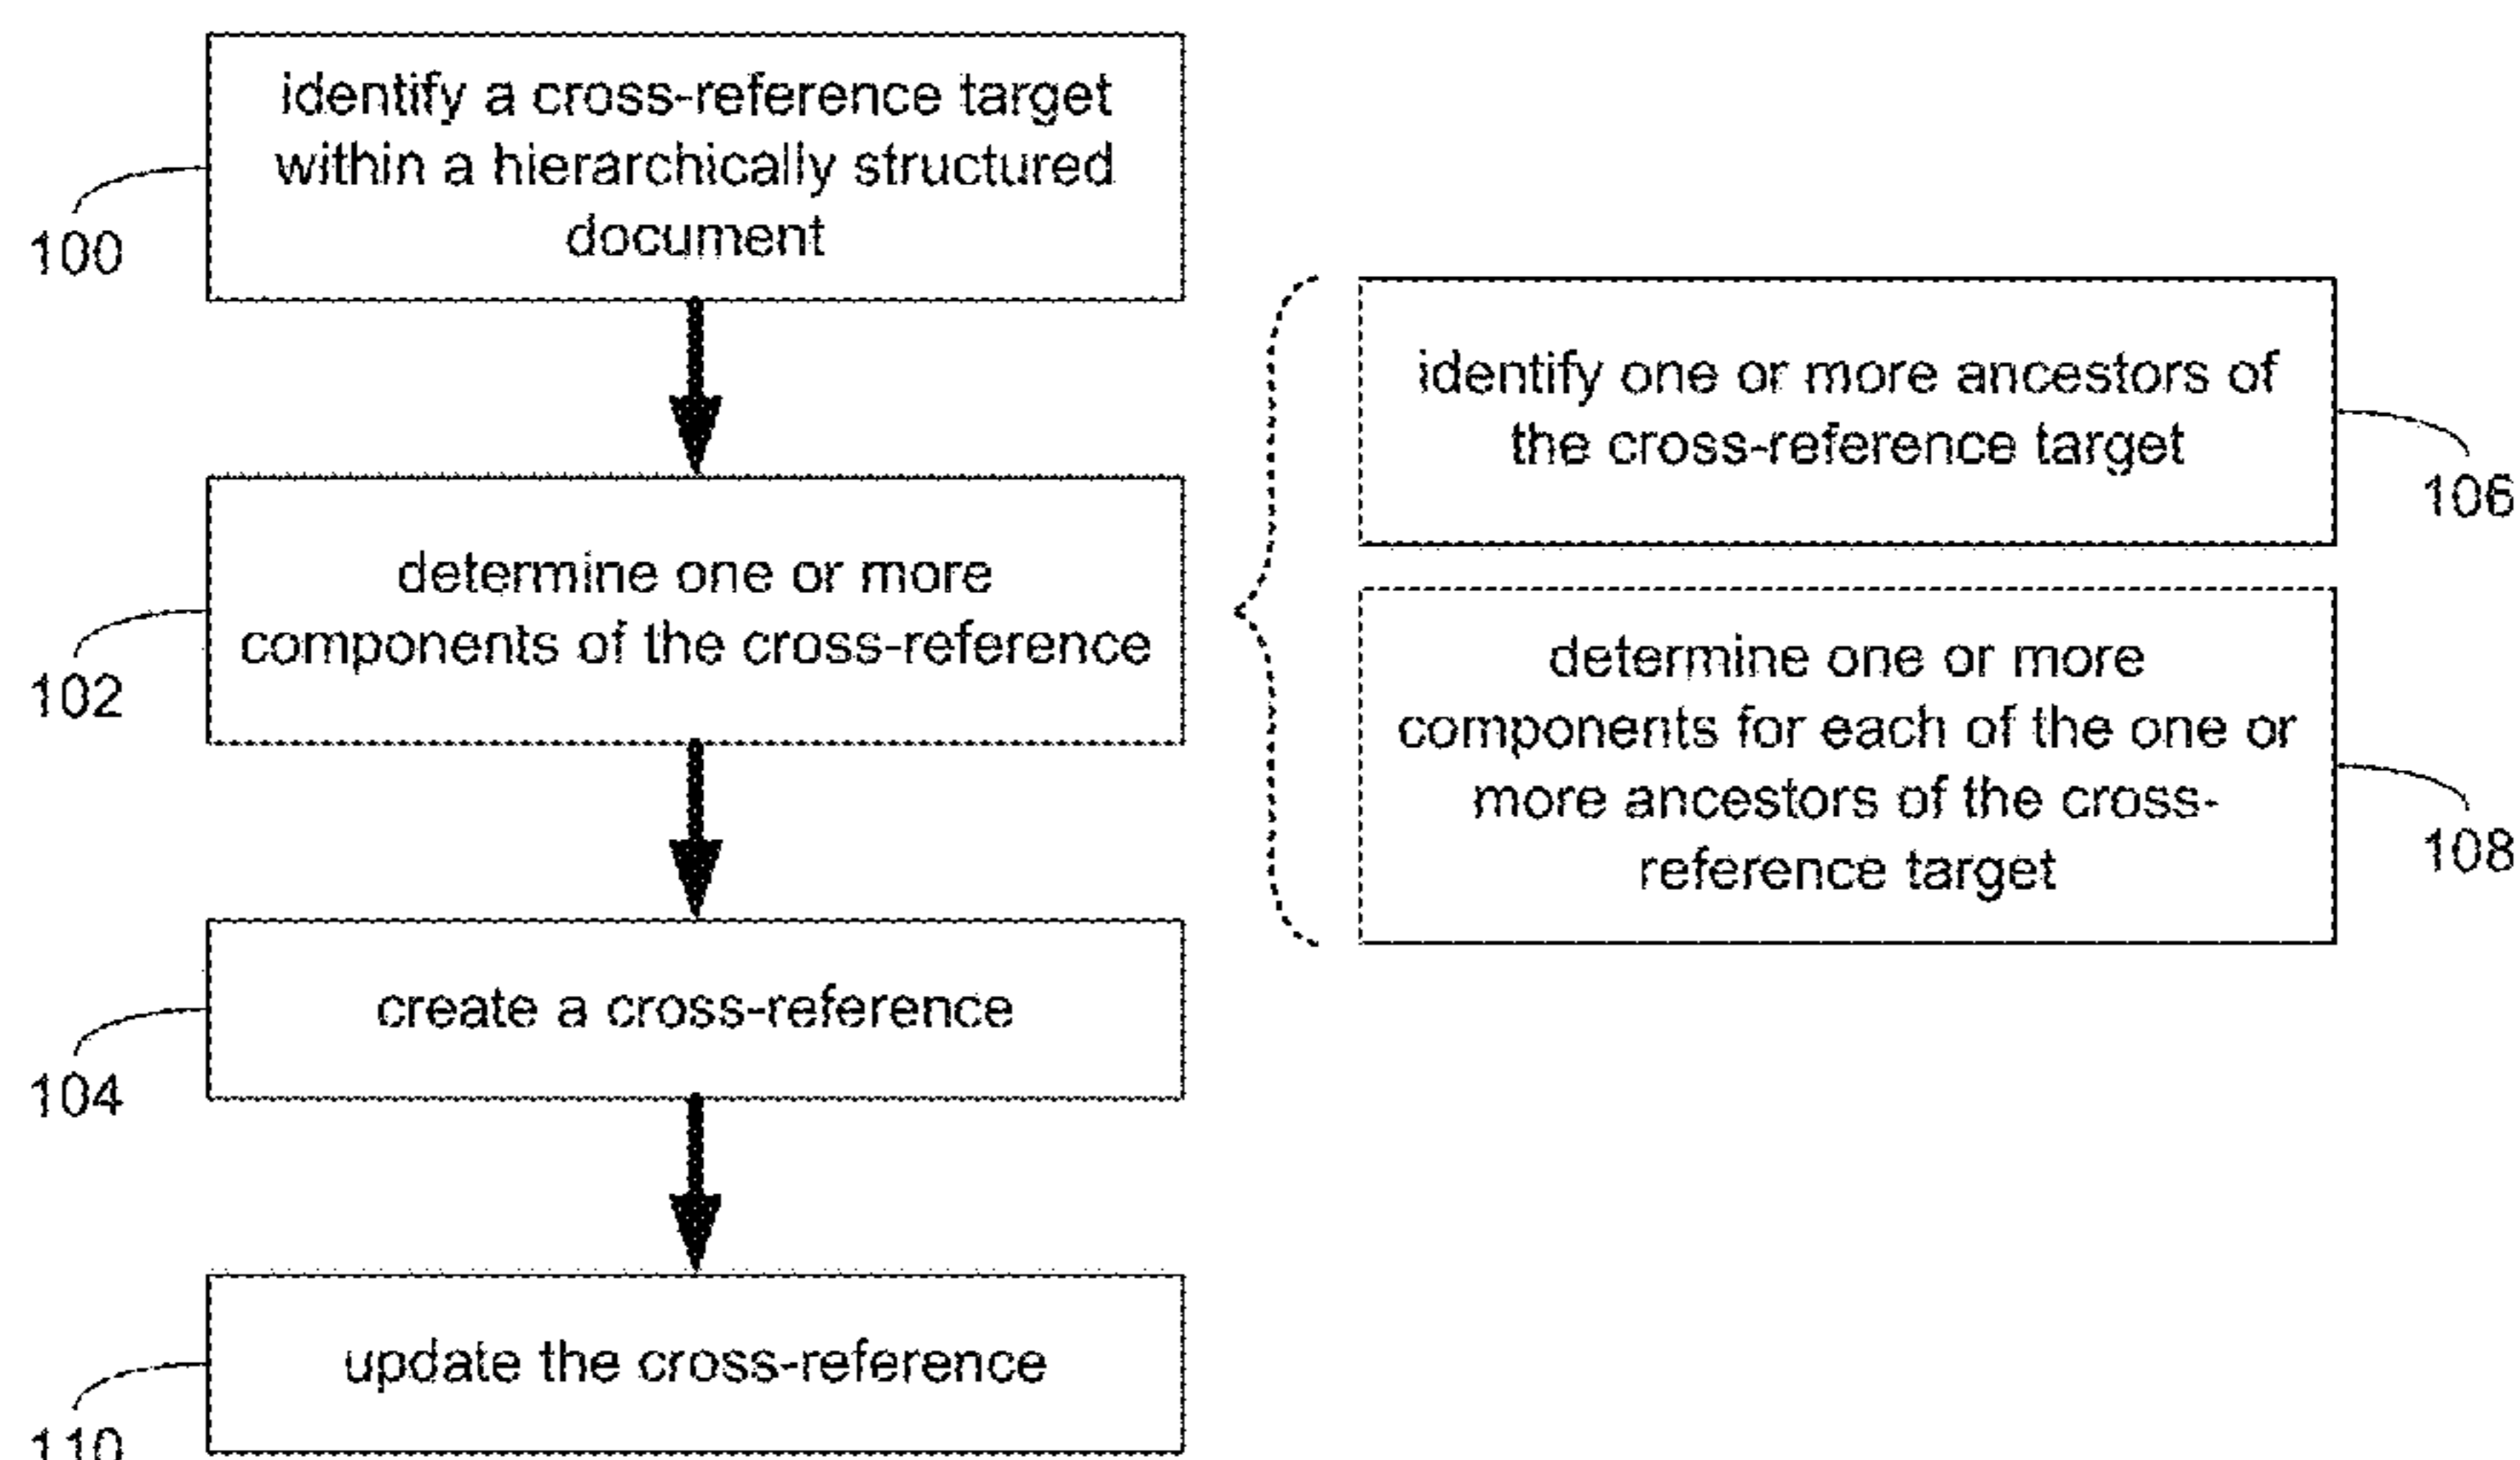 identify a cross-reference target
within a hierarchically structured
document
100
determine one or more
components of the cross-reference
102
identify one or more ancestors of
the cross-reference target
106
determine one or more
components for each of the one or
more ancestors of the cross-
reference target
108
create a cross-reference
104
update the cross-reference
110